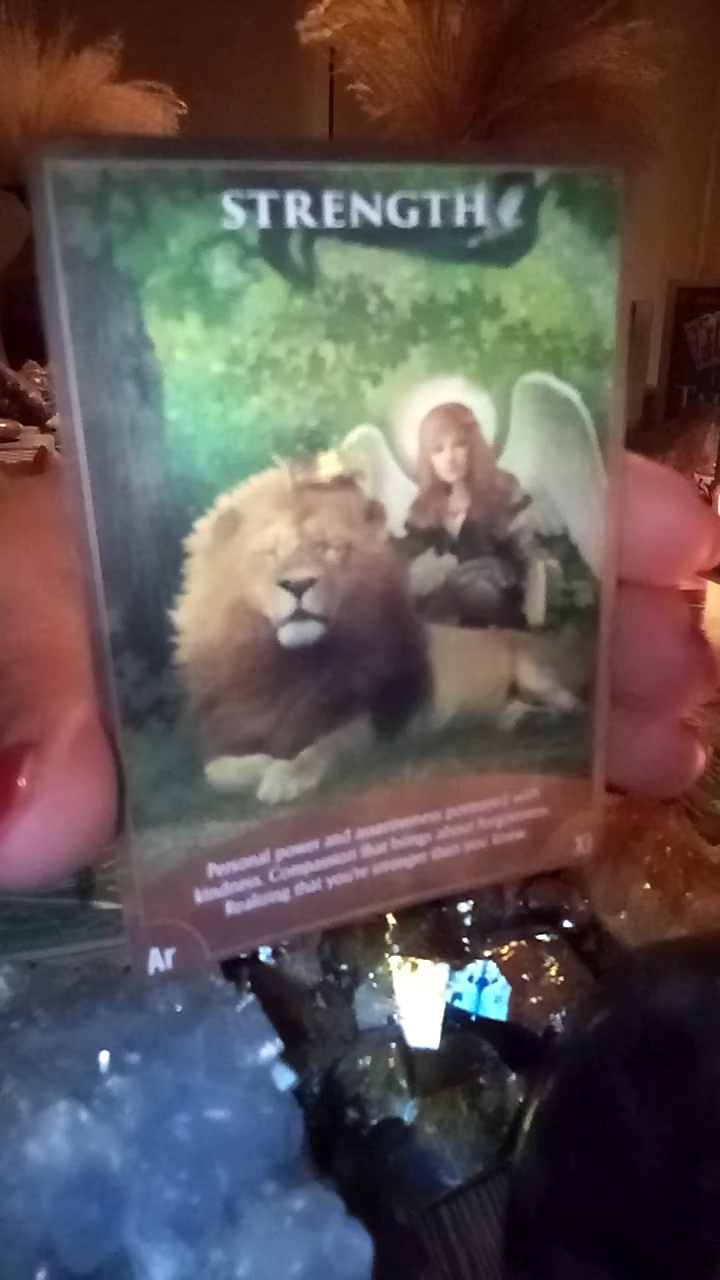 STRENGTH
Personal power and assertiveness partnered with
kindness. Compassion that brings about forgiveness.
Realizing that you're stronger than you know.
Ar